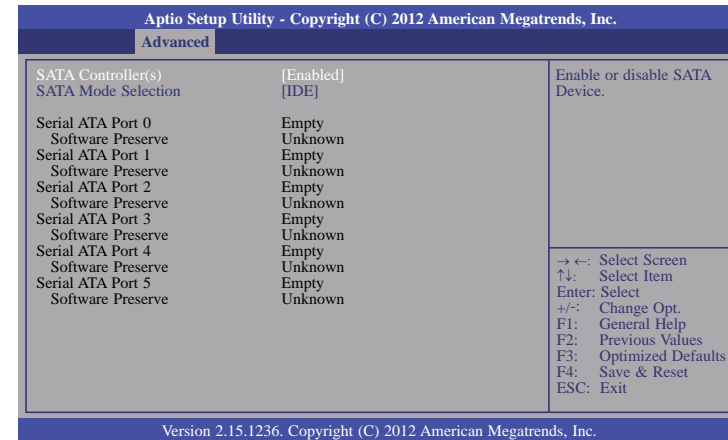 Aptio Setup Utility - Copyright (C) 2012 American Megatrends, Inc.
Advanced
SATA Controller(s) [Enabled]
SATA Mode Selection [IDE]
Serial ATA Port 0 Empty
Software Preserve Unknown
Serial ATA Port 1 Empty
Software Preserve Unknown
Serial ATA Port 2 Empty
Software Preserve Unknown
Serial ATA Port 3 Empty
Software Preserve Unknown
Serial ATA Port 4 Empty
Software Preserve Unknown
Serial ATA Port 5 Empty
Software Preserve Unknown
Enable or disable SATA
Device.
→ ←: Select Screen
↑↓: Select Item
Enter: Select
+/-: Change Opt.
F1: General Help
F2: Previous Values
F3: Optimized Defaults
F4: Save & Reset
ESC: Exit
Version 2.15.1236. Copyright (C) 2012 American Megatrends, Inc.